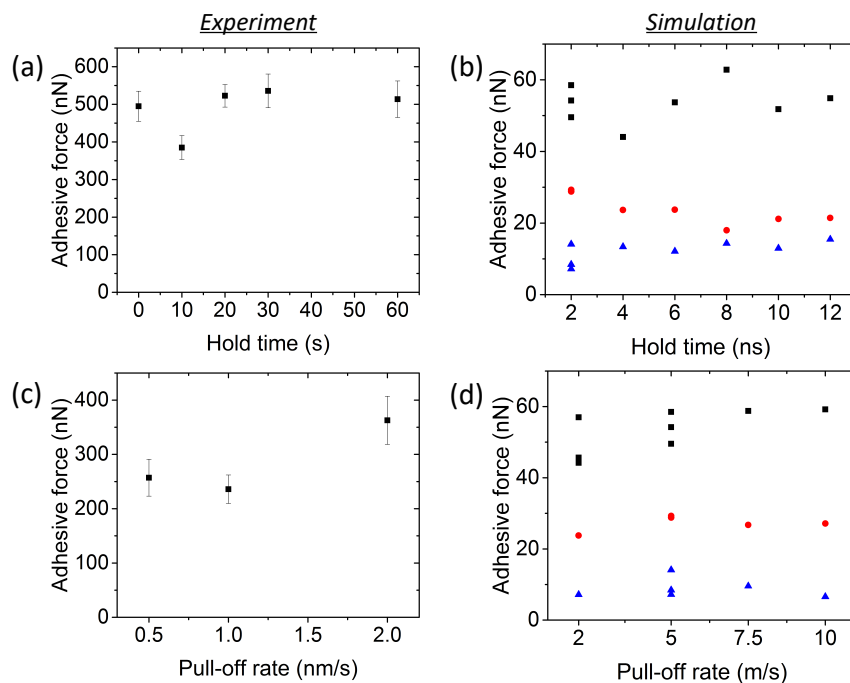 Experiment
Simulation
(a)
(b)
Adhesive force (nN)
600
500
400
300
200
100
0
0 10 20 30 40 50 60
Hold time (s)
Adhesive force (nN)
60
40
20
0
2 4 6 8 10 12
Hold time (ns)
(c)
(d)
Adhesive force (nN)
400
300
200
100
0
0.5 1.0 1.5 2.0
Pull-off rate (nm/s)
Adhesive force (nN)
60
40
20
0
2 5 7.5 10
Pull-off rate (m/s)